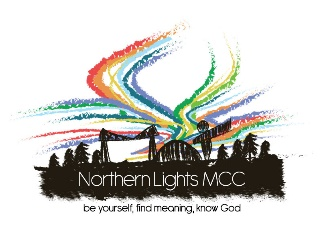 Northern Lights MCC
be yourself, find meaning, know God